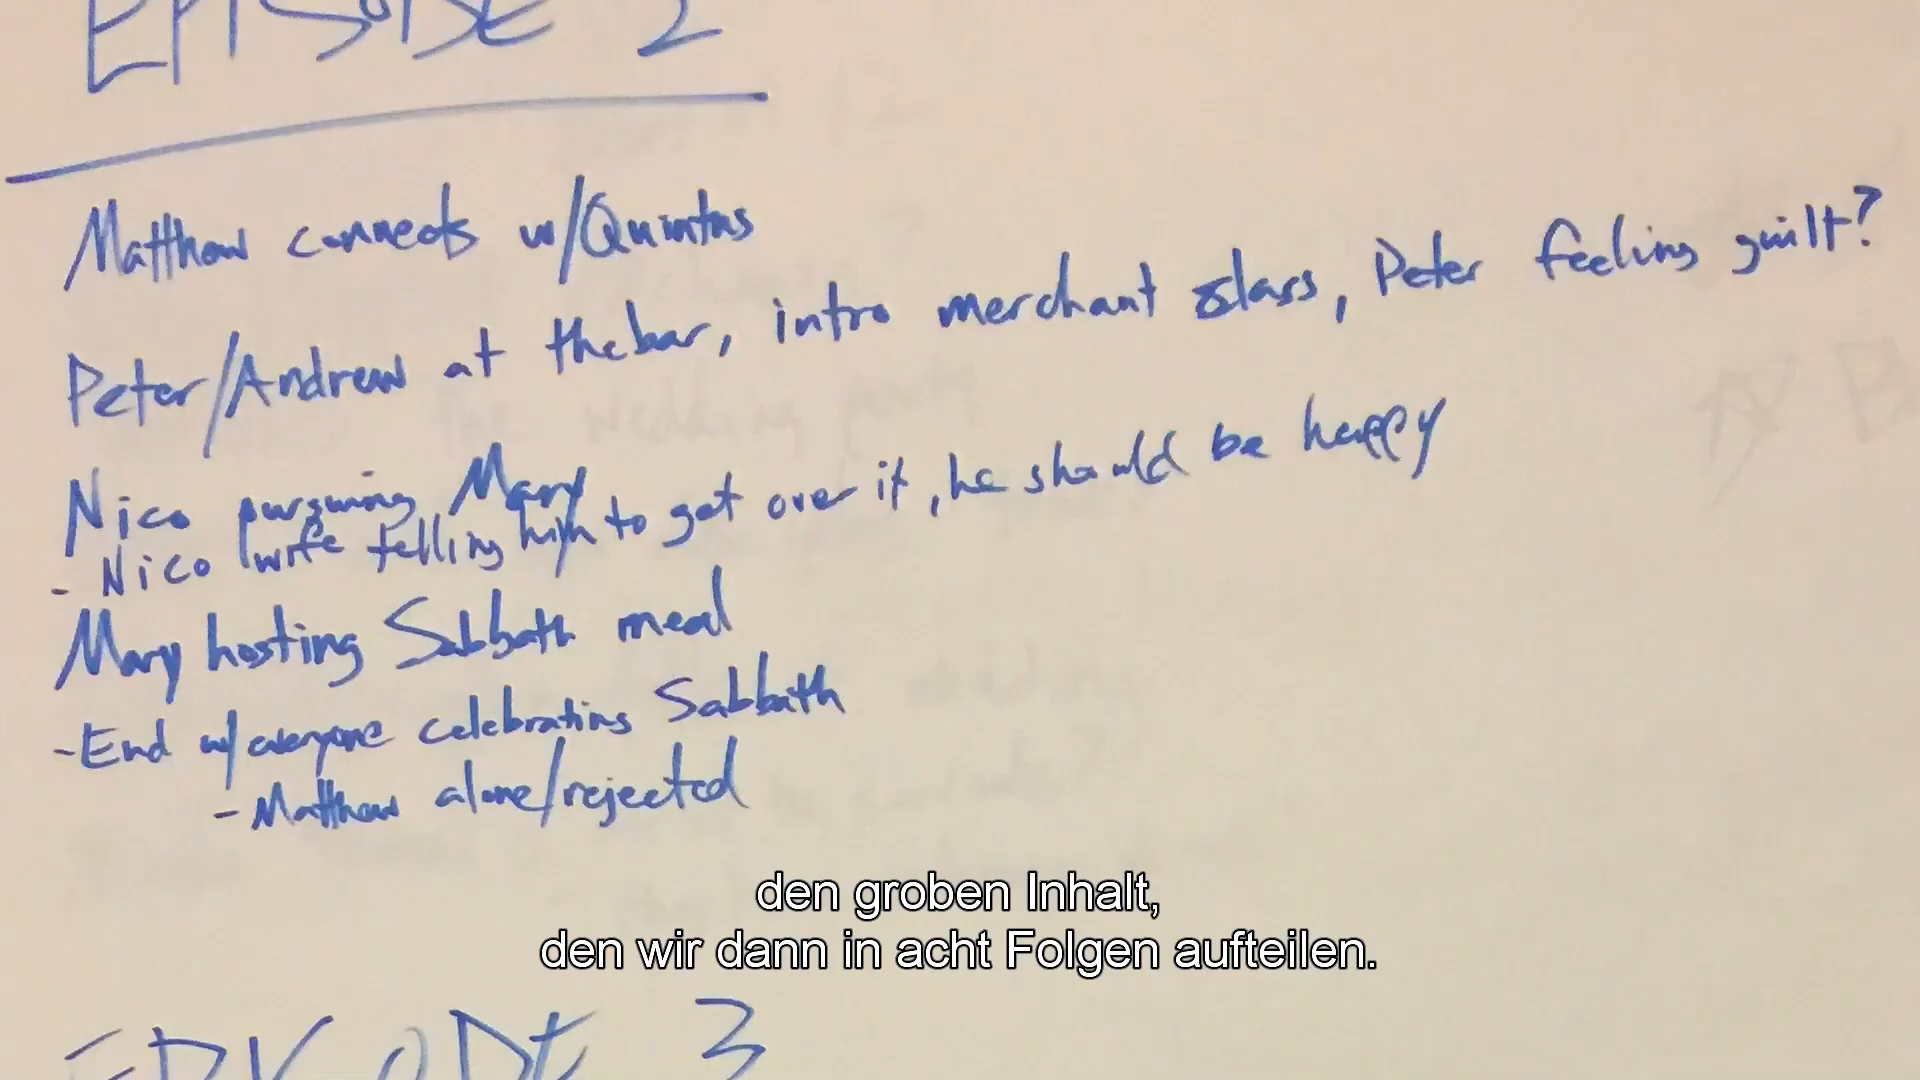 EPISODE 2
Matthew connects w/Quintus
Peter/Andrew at the bar, intro merchant class, Peter feeling guilt?
Nico pursuing Mary
- Nico wife telling him to get over it, he should be happy
Mary hosting Sabbath meal
- End w/everyone celebrating Sabbath
- Matthew alone/rejected
den groben Inhalt,
den wir dann in acht Folgen aufteilen.
EPISODE 3